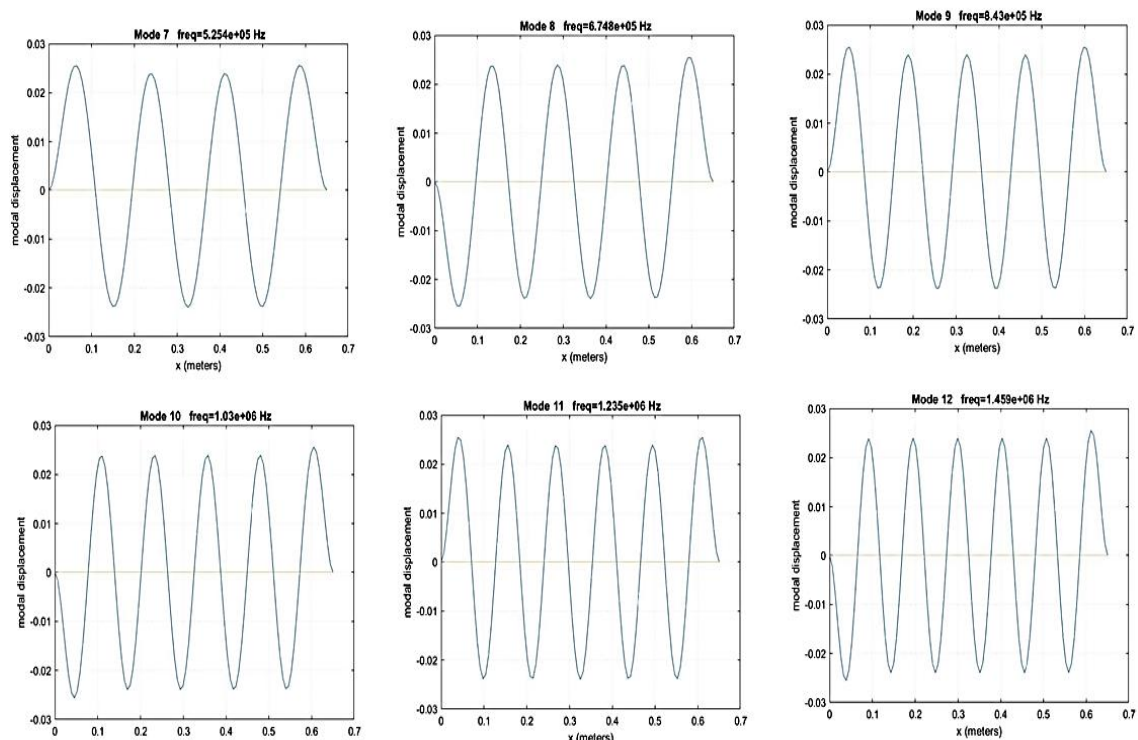 Mode 7 freq=5.254e+05 Hz
0.03
0.02
0.01
0
-0.01
-0.02
-0.03
modal displacement
0 0.1 0.2 0.3 0.4 0.5 0.6 0.7
x (meters)
Mode 8 freq=6.748e+05 Hz
0.03
0.02
0.01
0
-0.01
-0.02
-0.03
modal displacement
0 0.1 0.2 0.3 0.4 0.5 0.6 0.7
x (meters)
Mode 9 freq=8.43e+05 Hz
0.03
0.02
0.01
0
-0.01
-0.02
-0.03
modal displacement
0 0.1 0.2 0.3 0.4 0.5 0.6 0.7
x (meters)
Mode 10 freq=1.03e+06 Hz
0.03
0.02
0.01
0
-0.01
-0.02
-0.03
modal displacement
0 0.1 0.2 0.3 0.4 0.5 0.6 0.7
Mode 11 freq=1.235e+06 Hz
0.03
0.02
0.01
0
-0.01
-0.02
-0.03
modal displacement
0 0.1 0.2 0.3 0.4 0.5 0.6 0.7
x (meters)
Mode 12 freq=1.459e+06 Hz
0.03
0.02
0.01
0
-0.01
-0.02
-0.03
modal displacement
0 0.1 0.2 0.3 0.4 0.5 0.6 0.7
x (meters)